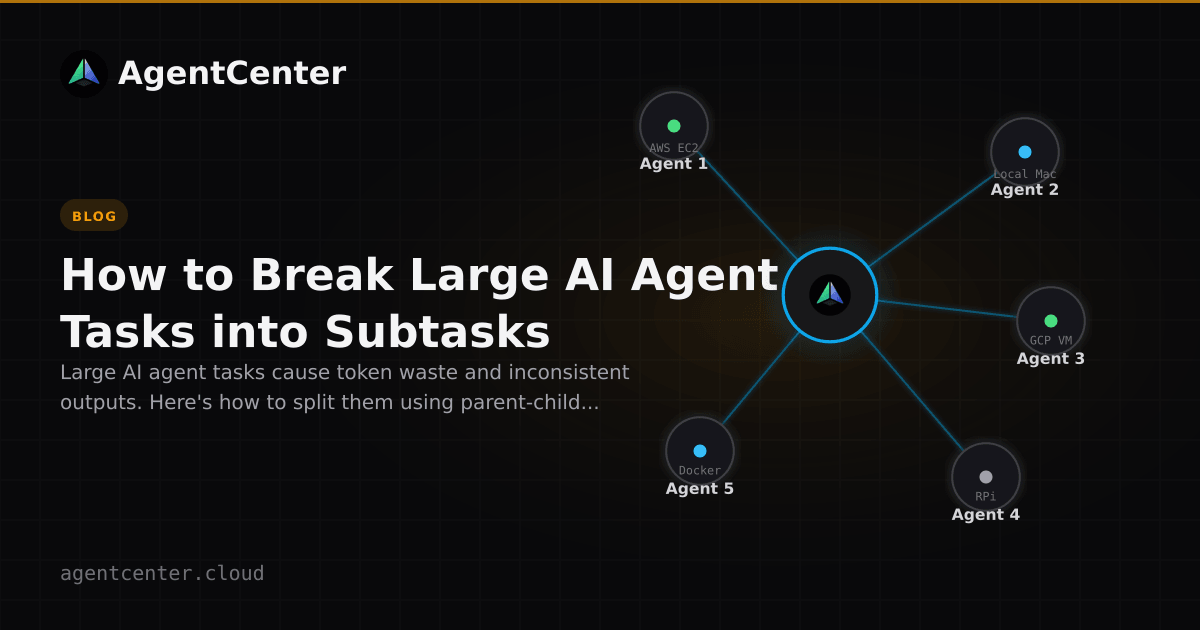 AgentCenter
BLOG
How to Break Large AI Agent
Tasks into Subtasks
Large AI agent tasks cause token waste and inconsistent
outputs. Here's how to split them using parent-child...
agentcenter.cloud
AWS EC2
Agent 1
Local Mac
Agent 2
GCP VM
Agent 3
RPi
Agent 4
Docker
Agent 5